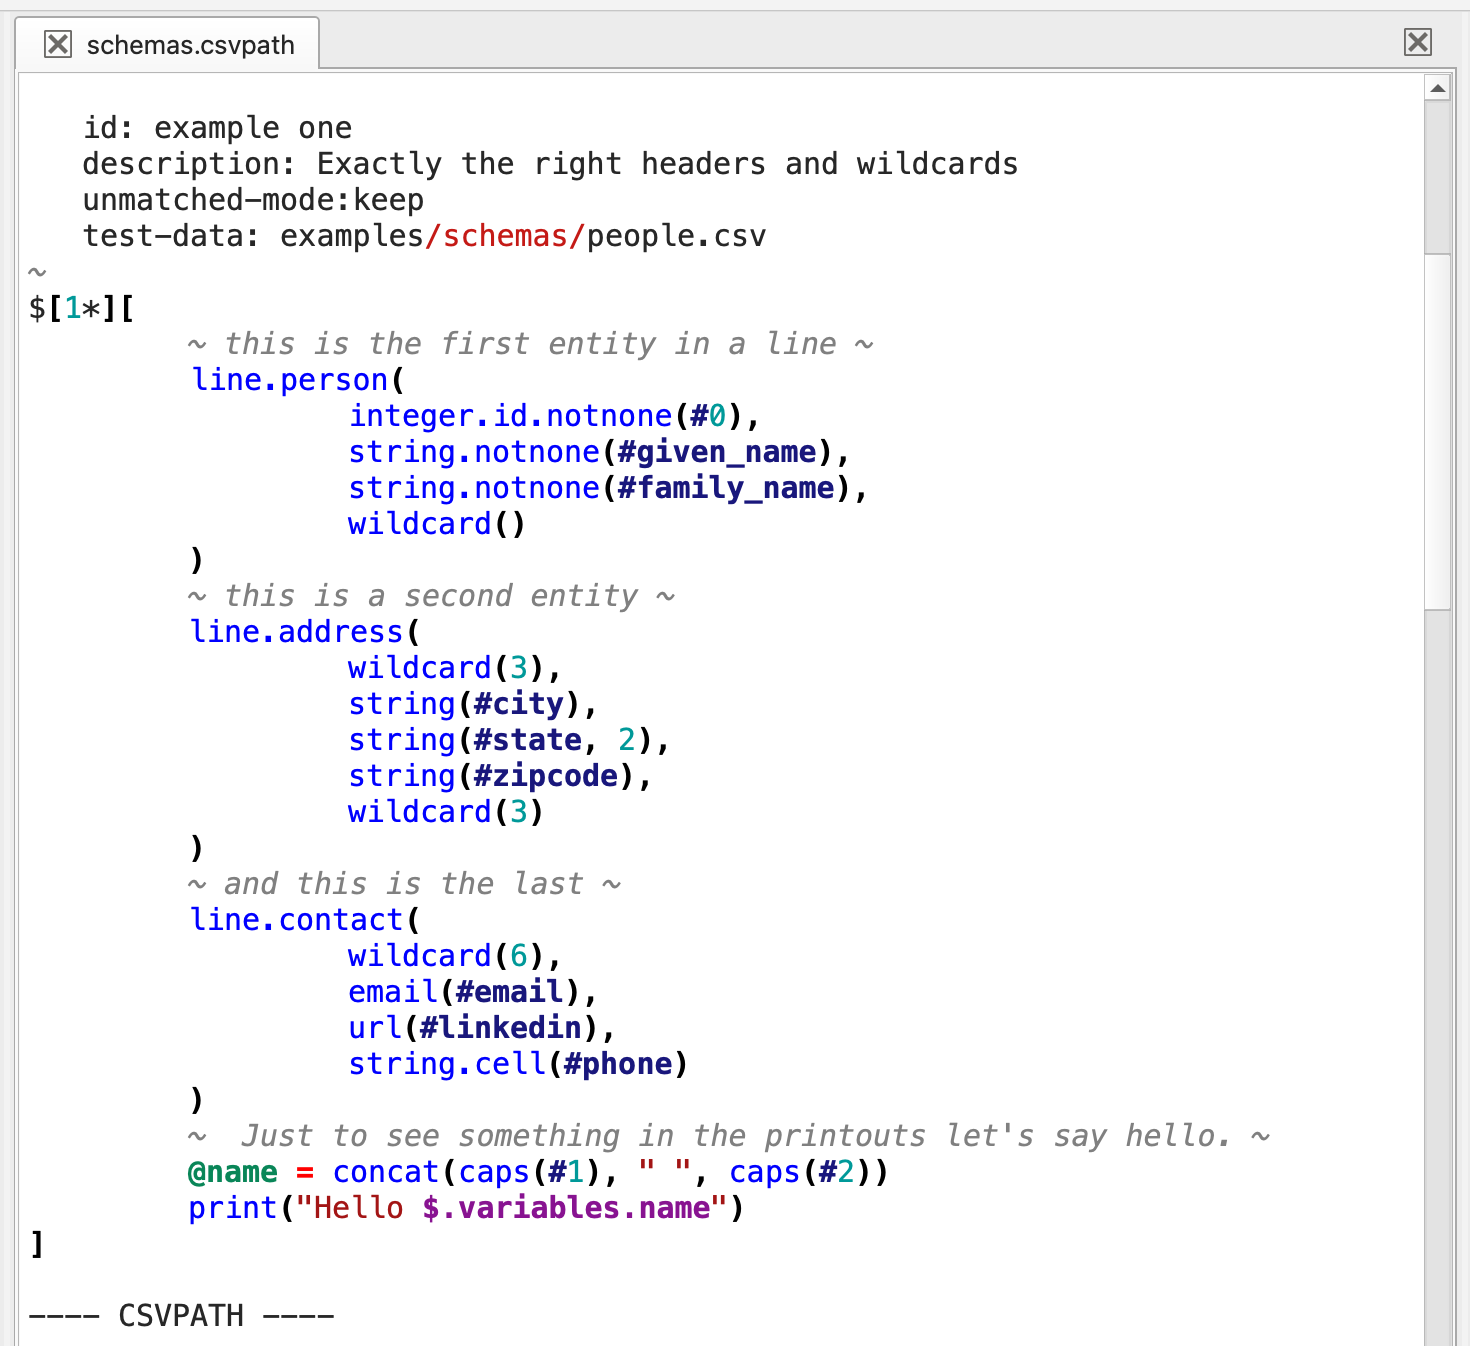 schemas.csvpath
id: example one
description: Exactly the right headers and wildcards
unmatched-mode:keep
test-data: examples/schemas/people.csv
~
$[1*][
~ this is the first entity in a line ~
line.person(
integer.id.notnone(#0),
string.notnone(#given_name),
string.notnone(#family_name),
wildcard()
)
~ this is a second entity ~
line.address(
wildcard(3),
string(#city),
string(#state, 2),
string(#zipcode),
wildcard(3)
)
~ and this is the last ~
line.contact(
wildcard(6),
email(#email),
url(#linkedin),
string.cell(#phone)
)
~  Just to see something in the printouts let's say hello. ~
@name = concat(caps(#1), " ", caps(#2))
print("Hello $.variables.name")
]
---- CSVPATH ----